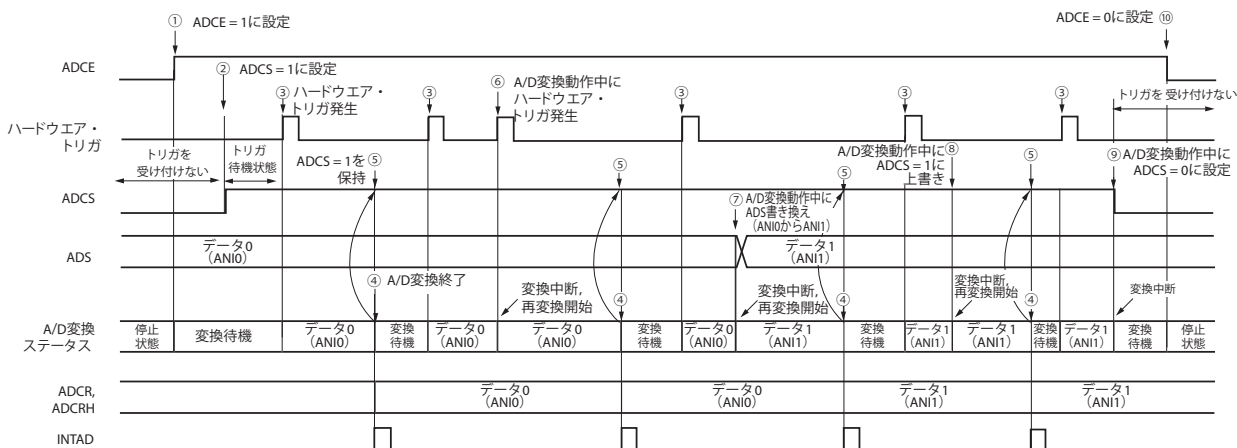 ① ADCE = 1に設定
ADCE = 0に設定 ⑩
ADCE
② ADCS = 1に設定
③ ハードウエア・
トリガ発生
③
⑥ A/D変換動作中に
ハードウエア・
トリガ発生
③
③
③
トリガを受け付けない
ハードウエア・
トリガ
トリガを
受け付けない
トリガ
待機状態
ADCS = 1を ⑤
保持
⑤
A/D変換動作中に ⑧
ADCS = 1に
上書き
⑤
⑤
⑨ A/D変換動作中に
ADCS = 0に設定
ADCS
⑦ A/D変換動作中に
ADS書き換え
(ANI0からANI1)
ADS
データ0
(ANI0)
データ1
(ANI1)
④ A/D変換終了
変換中断,
再変換開始
④
変換中断,
再変換開始
④
変換中断,
再変換開始
④
変換中断
A/D変換
ステータス
停止
状態
変換待機
データ0
(ANI0)
変換
待機
データ0
(ANI0)
データ0
(ANI0)
変換
待機
データ0
(ANI0)
データ1
(ANI1)
変換
待機
データ1
(ANI1)
データ1
(ANI1)
変換
待機
データ1
(ANI1)
変換
待機
停止
状態
ADCR,
ADCRH
データ0
(ANI0)
データ0
(ANI0)
データ1
(ANI1)
データ1
(ANI1)
INTAD